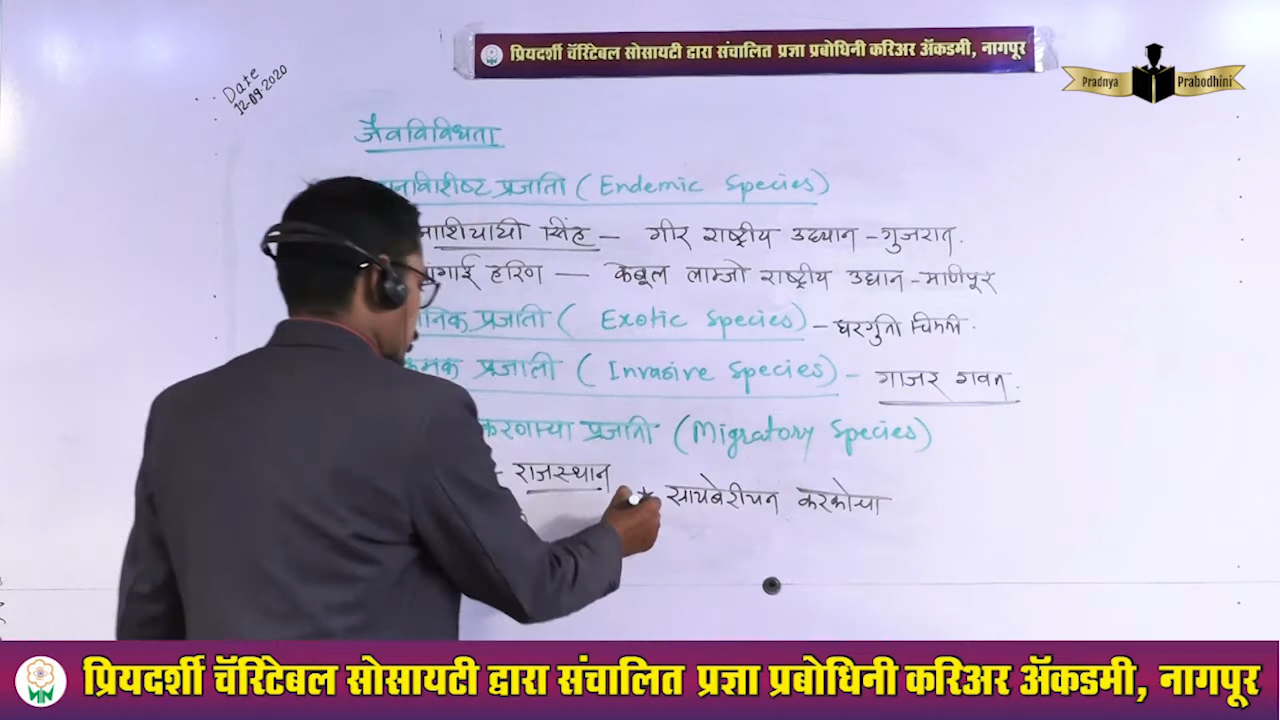 प्रियदर्शी चॅरिटेबल सोसायटी द्वारा संचालित प्रज्ञा प्रबोधिनी करिअर ॲकडमी, नागपूर
Pradnya Prabodhini
Date
12-09-2020
जैवविविधता
प्रजाती (Endemic Species)
सिंह – गीर राष्ट्रीय उद्यान -गुजरात.
हरिण — केबूल लाम्जो राष्ट्रीय उद्यान -मणिपूर
प्रजाती ( Exotic Species) – घरगुती चिमणी.
प्रजाती ( Invasive Species) – गाजर गवत.
प्रजाती (Migratory Species)
- राजस्थान
* सायबेरीयन करकोचा
प्रियदर्शी चॅरिटेबल सोसायटी द्वारा संचालित प्रज्ञा प्रबोधिनी करिअर ॲकडमी, नागपूर